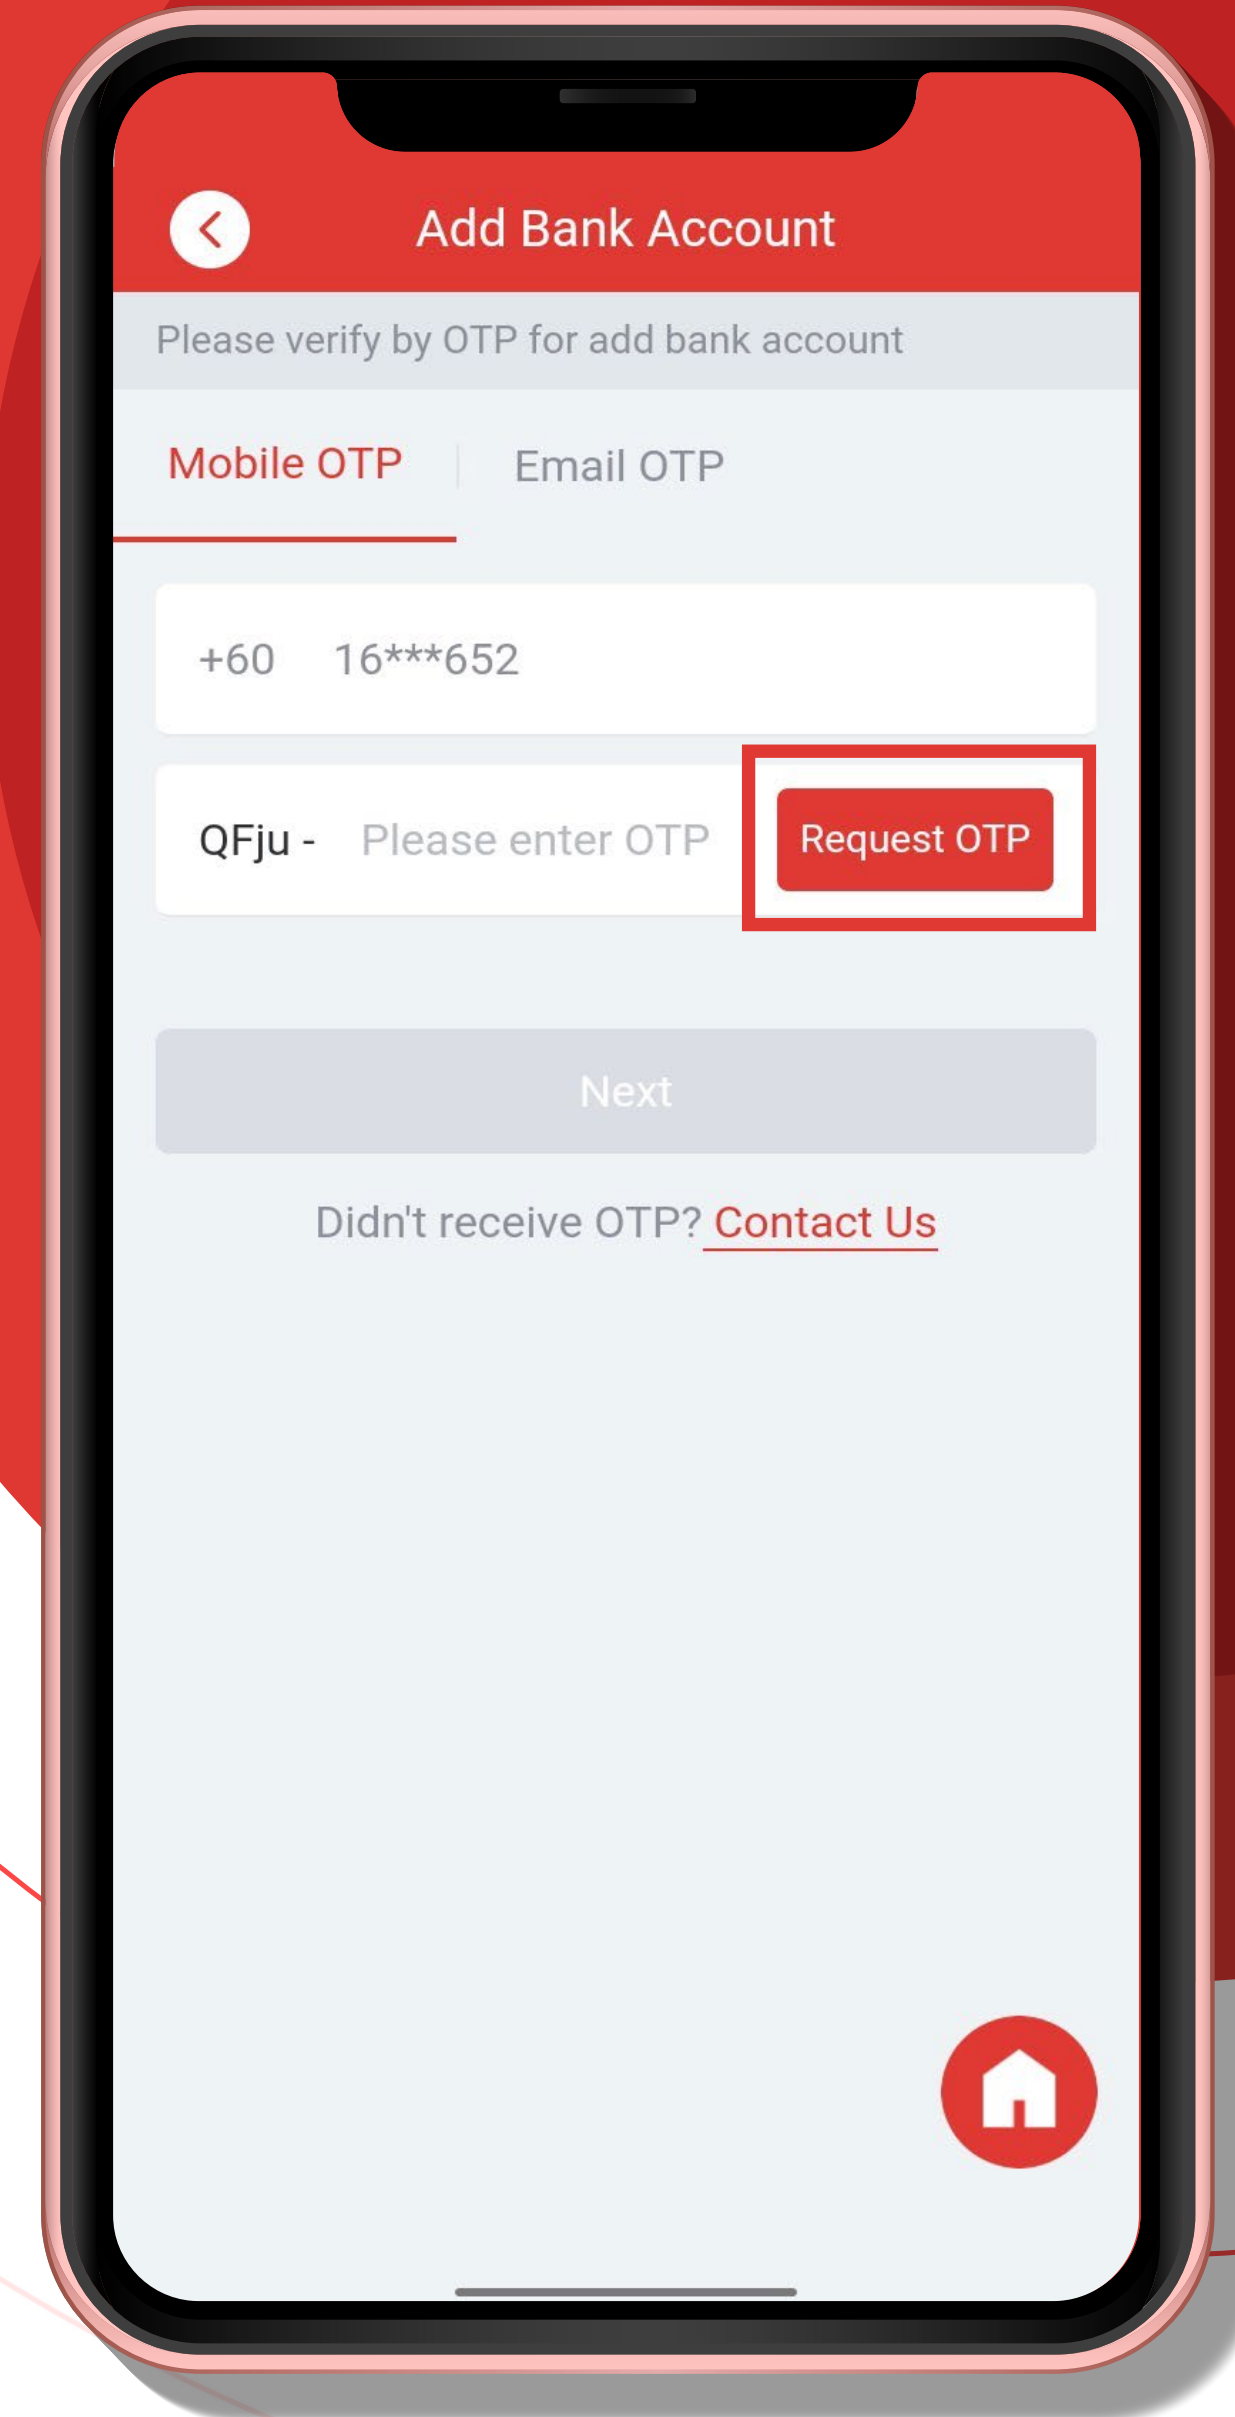 Add Bank Account
Please verify by OTP for add bank account
Mobile OTP Email OTP
+60 16***652
QFju - Please enter OTP Request OTP
Next
Didn't receive OTP? Contact Us